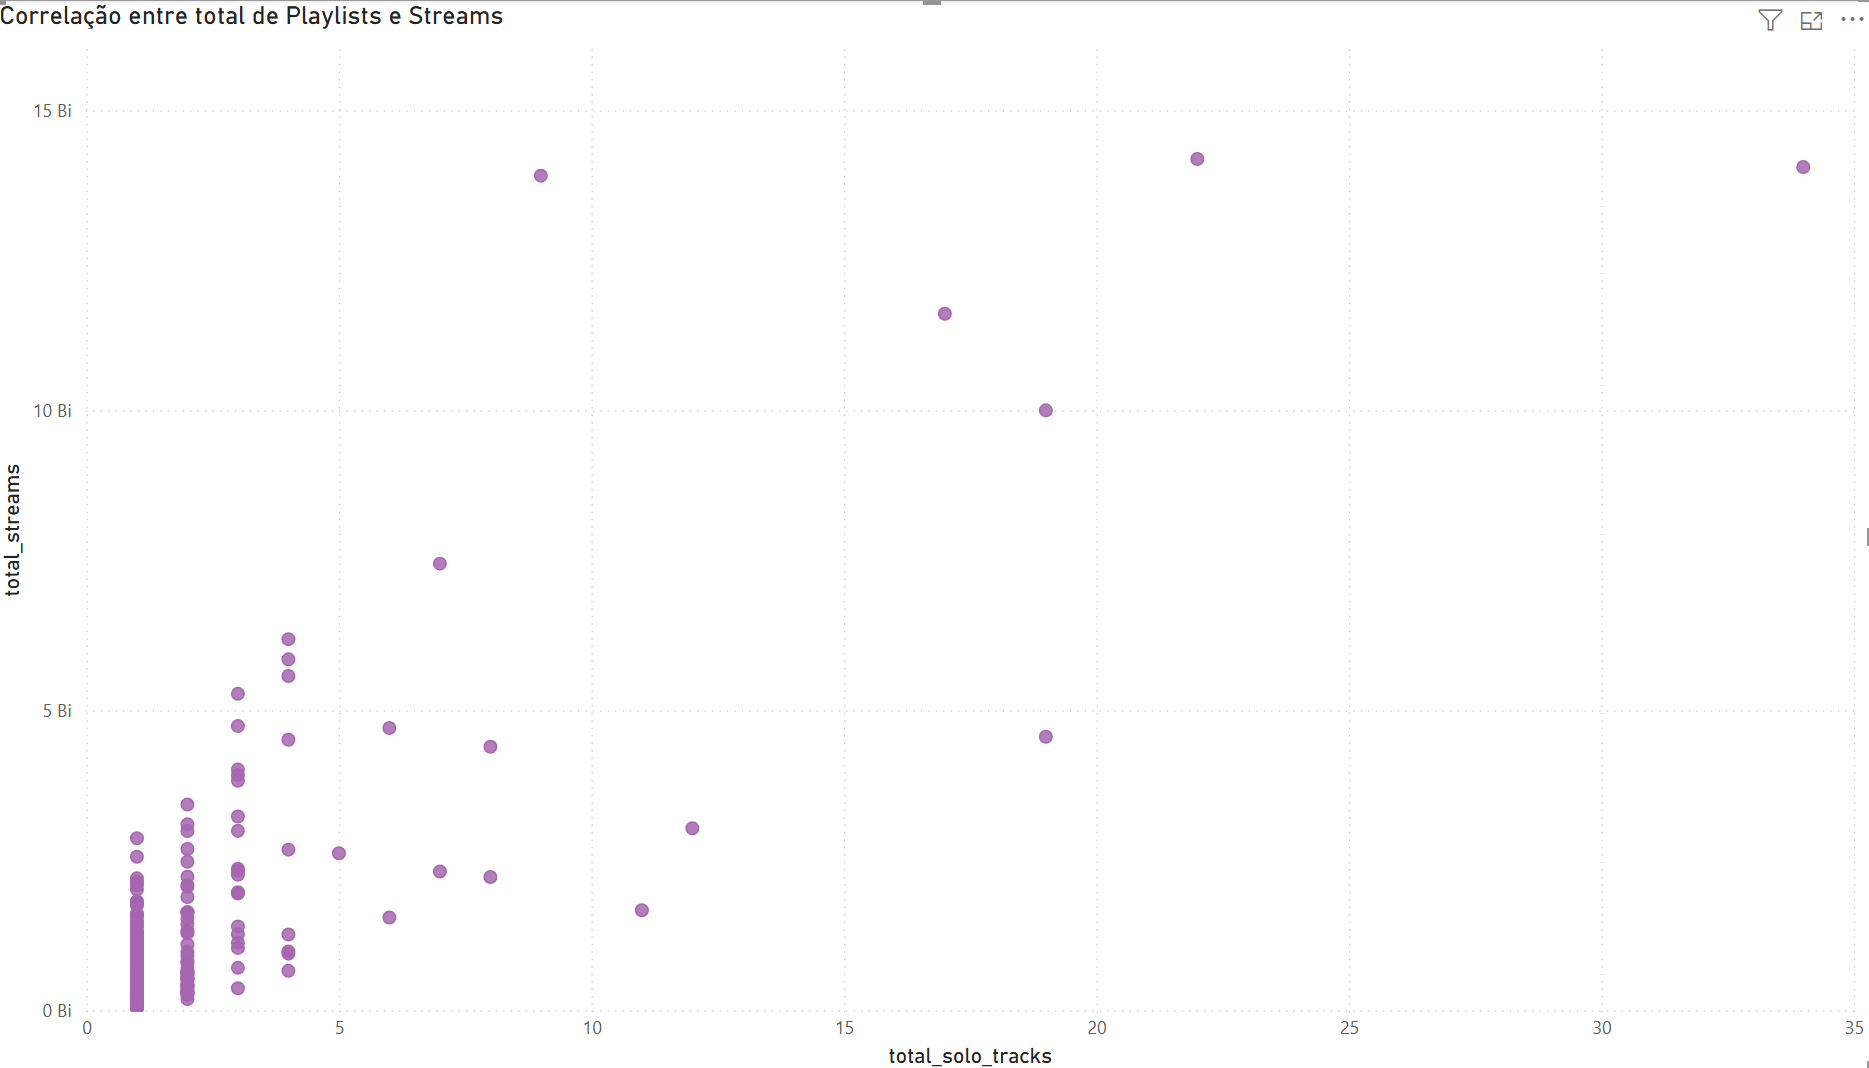 Correlação entre total de Playlists e Streams
15 Bi
10 Bi
5 Bi
0 Bi
total_streams
0 5 10 15 20 25 30 35
total_solo_tracks